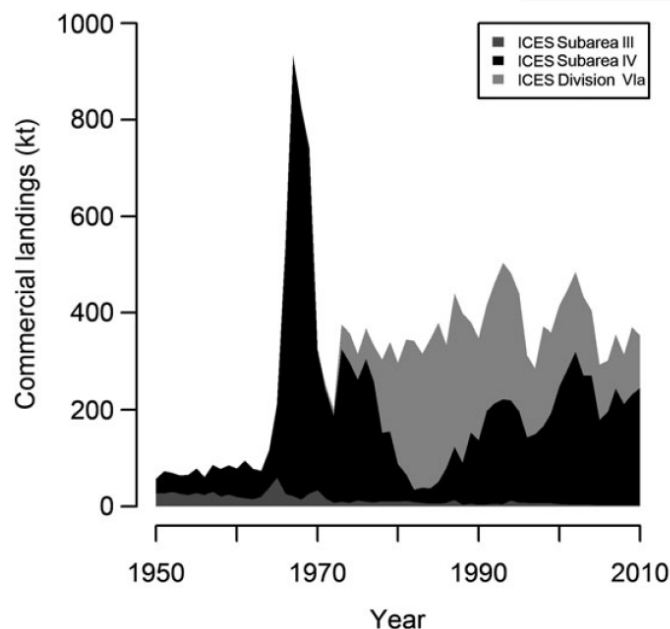 1000
800
600
400
200
0
Commercial landings (kt)
ICES Subarea III
ICES Subarea IV
ICES Division VIa
1950 1970 1990 2010
Year